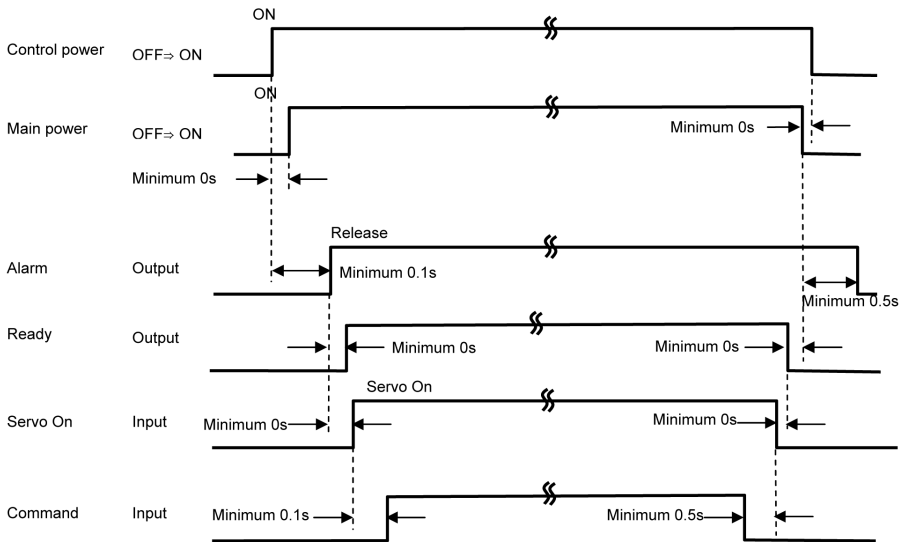 ON
Control power OFF⇒ ON
ON
Main power OFF⇒ ON Minimum 0s
Minimum 0s
Release
Alarm Output Minimum 0.1s
Minimum 0.5s
Ready Output Minimum 0s Minimum 0s
Servo On
Servo On Input Minimum 0s Minimum 0s
Command Input Minimum 0.1s Minimum 0.5s